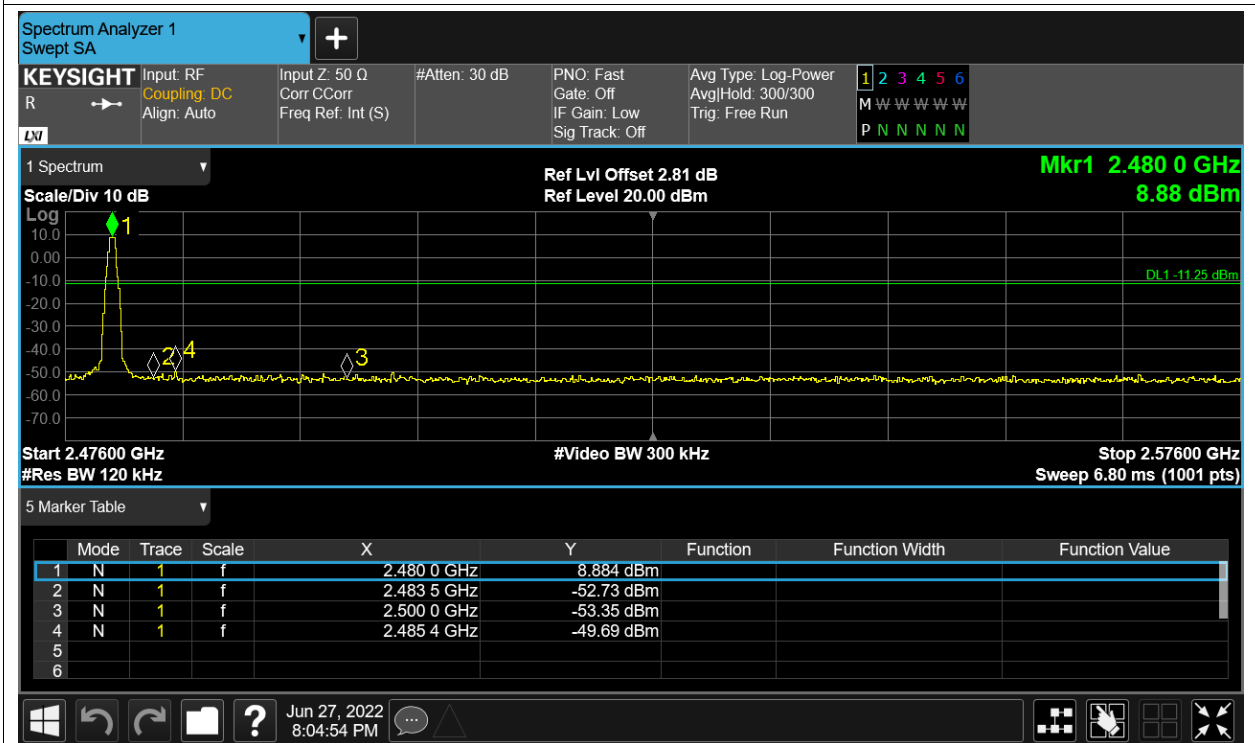 Spectrum Analyzer 1
Swept SA
+
KEYSIGHT Input: RF Input Z: 50 Ω #Atten: 30 dB PNO: Fast Avg Type: Log-Power 1 2 3 4 5 6
R Coupling: DC Corr CCorr Gate: Off Avg|Hold: 300/300 M W W W W W W
Align: Auto Freq Ref: Int (S) IF Gain: Low Trig: Free Run
LXI Sig Track: Off P N N N N N N
1 Spectrum Ref Lvl Offset 2.81 dB Mkr1 2.480 0 GHz
Scale/Div 10 dB Ref Level 20.00 dBm 8.88 dBm
Log
1
10.0
0.00
-10.0 DL1 -11.25 dBm
-20.0
-30.0
-40.0 2 4 3
-50.0
-60.0
-70.0
Start 2.47600 GHz #Video BW 300 kHz Stop 2.57600 GHz
#Res BW 120 kHz Sweep 6.80 ms (1001 pts)
5 Marker Table
Mode Trace Scale X Y Function Function Width Function Value
1 N 1 f 2.480 0 GHz 8.884 dBm
2 N 1 f 2.483 5 GHz -52.73 dBm
3 N 1 f 2.500 0 GHz -53.35 dBm
4 N 1 f 2.485 4 GHz -49.69 dBm
5
6
? Jun 27, 2022
8:04:54 PM